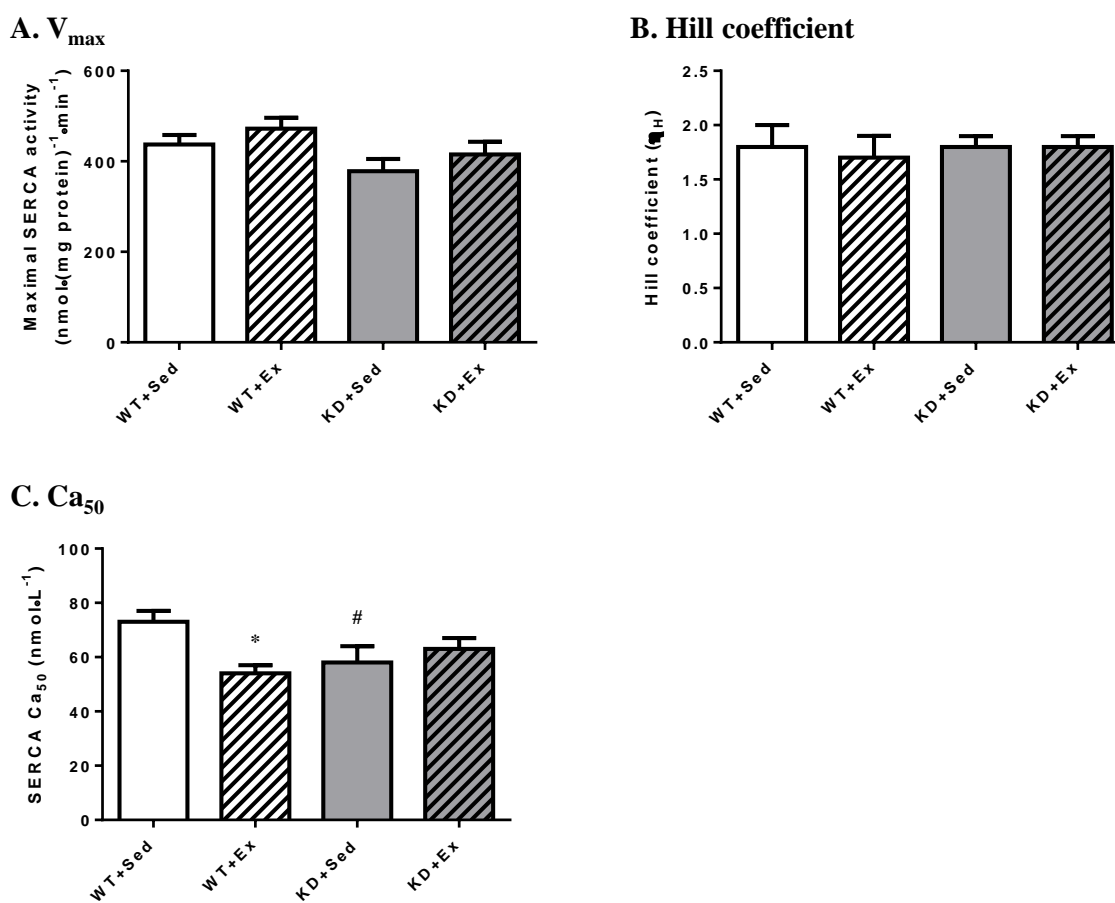 A. Vmax
Maximal SERCA activity
(nmol•(mg protein)⁻¹•min⁻¹)
600
400
200
0
WT+Sed
WT+Ex
KD+Sed
KD+Ex
B. Hill coefficient
Hill coefficient (ηH)
2.5
2.0
1.5
1.0
0.5
0.0
WT+Sed
WT+Ex
KD+Sed
KD+Ex
C. Ca50
SERCA Ca50 (nmol•L⁻¹)
100
80
60
40
20
0
*
#
WT+Sed
WT+Ex
KD+Sed
KD+Ex